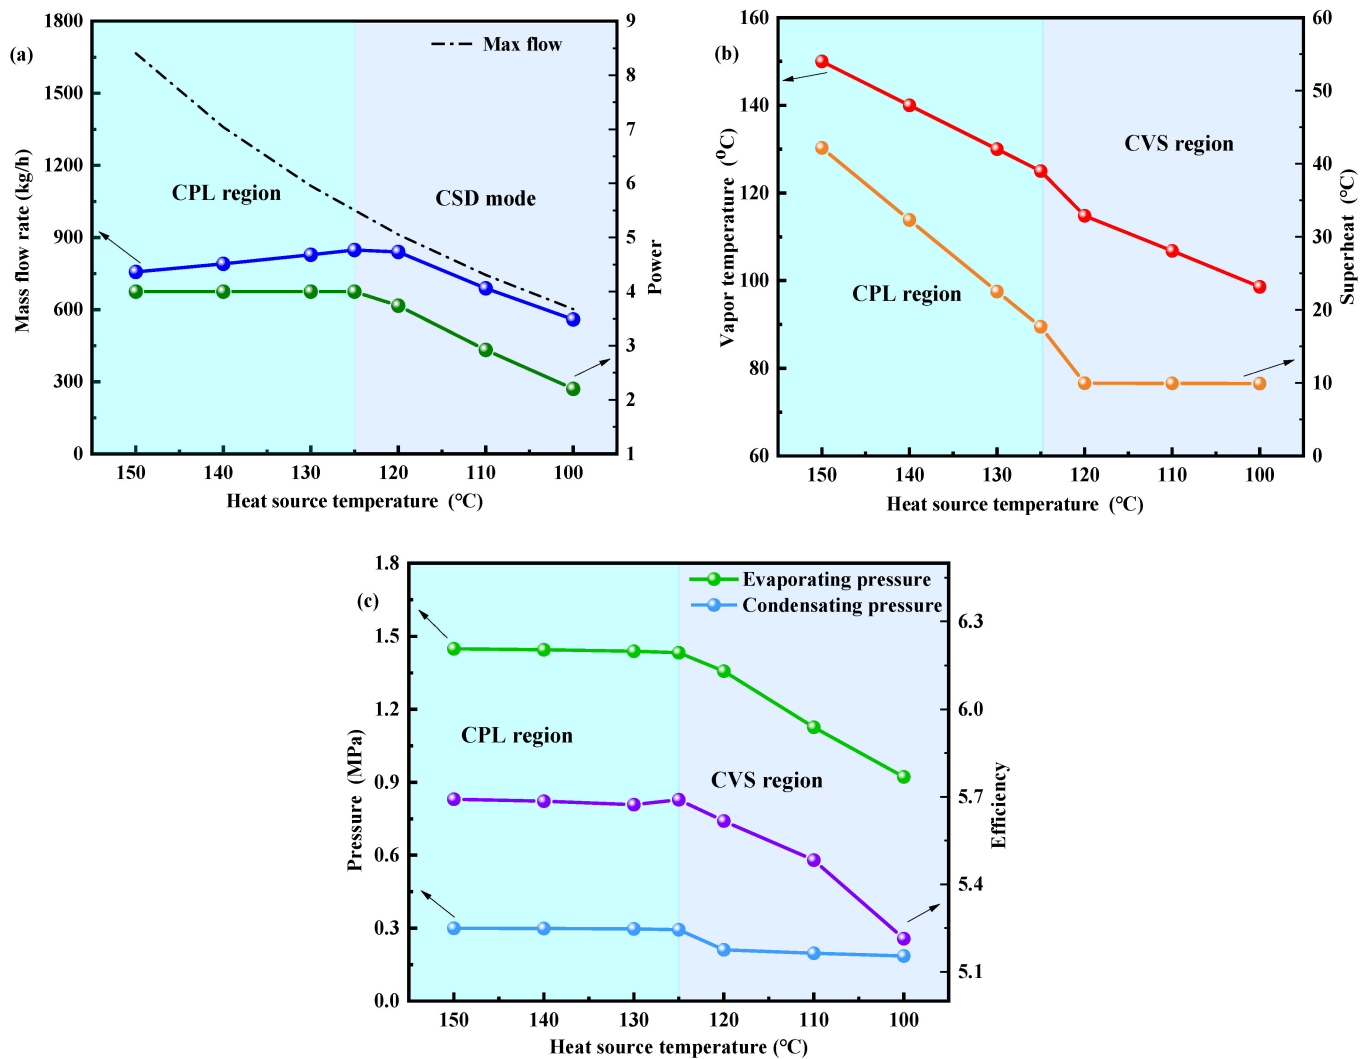 (a)
Max flow
CPL region
CSD mode
Mass flow rate (kg/h)
1800
1500
1200
900
600
300
0
Power
9
8
7
6
5
4
3
2
1
150 140 130 120 110 100
Heat source temperature (℃)
(b)
CVS region
CPL region
Vapor temperature (°C)
160
140
120
100
80
60
Superheat (℃)
60
50
40
30
20
10
0
150 140 130 120 110 100
Heat source temperature (℃)
(c)
Evaporating pressure
Condensating pressure
CPL region
CVS region
Pressure (MPa)
1.8
1.5
1.2
0.9
0.6
0.3
0.0
Efficiency
6.3
6.0
5.7
5.4
5.1
150 140 130 120 110 100
Heat source temperature (℃)